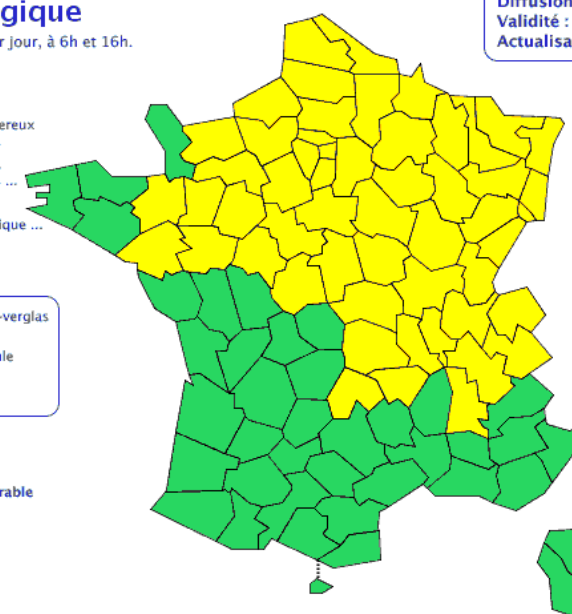 gique
r jour, à 6h et 16h.
Diffusion
Validité :
Actualisa
ereux
...
ique ...
-verglas
le
rable